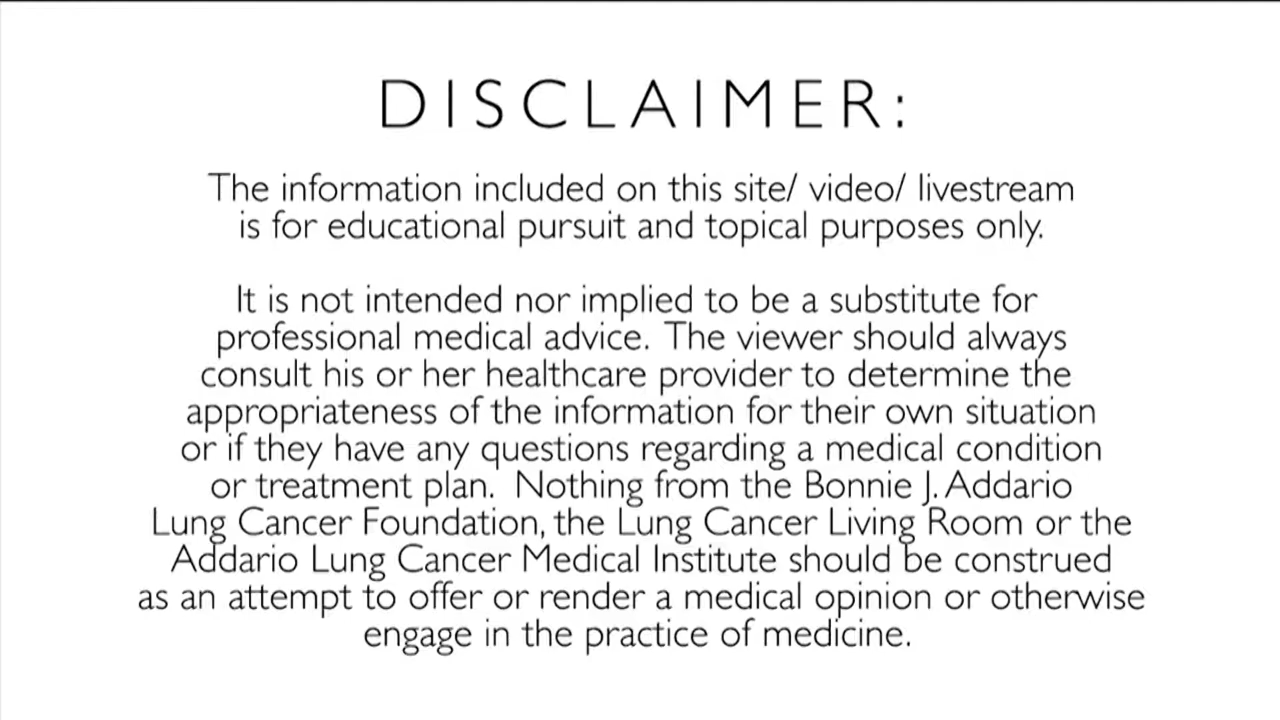 DISCLAIMER:
The information included on this site/ video/ livestream
is for educational pursuit and topical purposes only.
It is not intended nor implied to be a substitute for
professional medical advice. The viewer should always
consult his or her healthcare provider to determine the
appropriateness of the information for their own situation
or if they have any questions regarding a medical condition
or treatment plan. Nothing from the Bonnie J. Addario
Lung Cancer Foundation, the Lung Cancer Living Room or the
Addario Lung Cancer Medical Institute should be construed
as an attempt to offer or render a medical opinion or otherwise
engage in the practice of medicine.